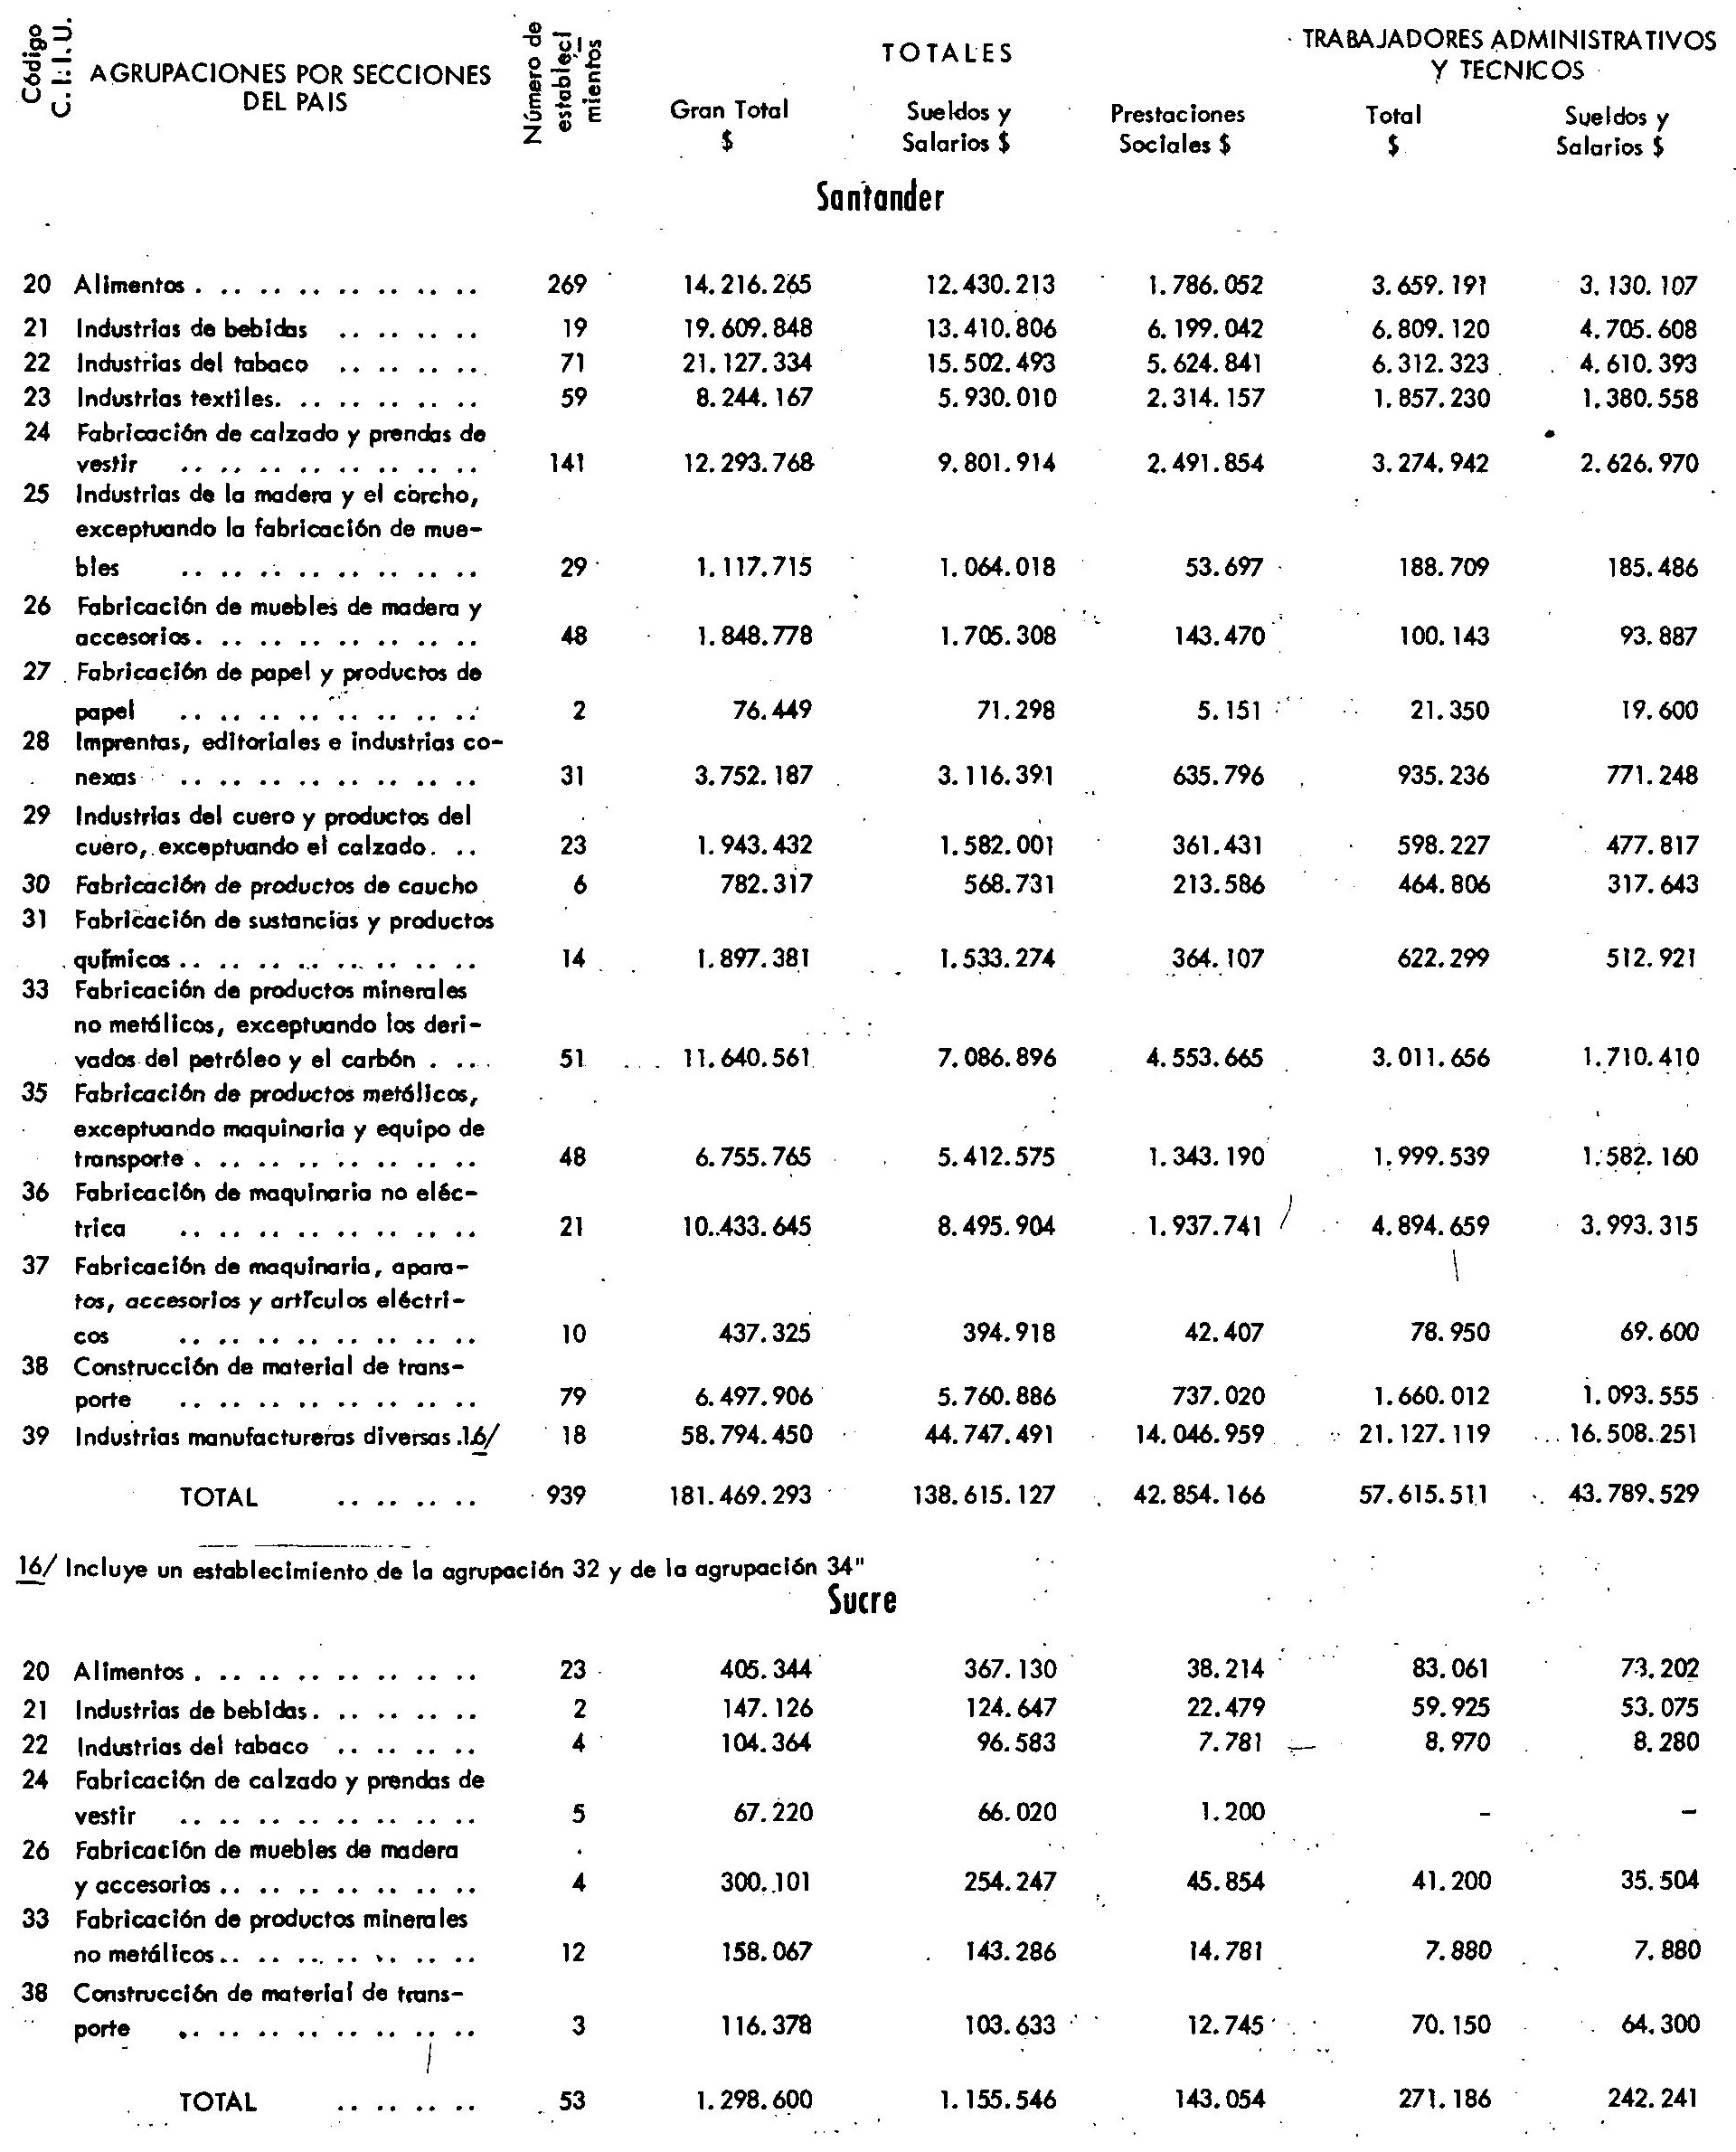 Código
C.I.I.U.
AGRUPACIONES POR SECCIONES
DEL PAIS
Número de
establecl
mientos
TOTALES
TRABAJADORES ADMINISTRATIVOS
Y TECNICOS
Gran Total
$
Sueldos y
Salarios $
Prestaciones
Sociales $
Total
$
Sueldos y
Salarios $
Santander
20 Alimentos . .. .. .. .. .. .. .. 269 14.216.265 12.430.213 1.786.052 3.659.191 3.130.107
21 Industrias de bebidas .. .. .. .. 19 19.609.848 13.410.806 6.199.042 6.809.120 4.705.608
22 Industrias del tabaco .. .. .. .. 71 21.127.334 15.502.493 5.624.841 6.312.323 4.610.393
23 Industrias textiles. .. .. .. .. .. 59 8.244.167 5.930.010 2.314.157 1.857.230 1.380.558
24 Fabricación de calzado y prendas de
vestir .. .. .. .. .. .. .. .. 141 12.293.768 9.801.914 2.491.854 3.274.942 2.626.970
25 Industrias de la madera y el corcho,
exceptuando la fabricación de mue-
bles .. .. .. .. .. .. .. .. 29 1.117.715 1.064.018 53.697 188.709 185.486
26 Fabricación de muebles de madera y
accesorios. .. .. .. .. .. .. .. 48 1.848.778 1.705.308 143.470 100.143 93.887
27 Fabricación de papel y productos de
papel .. .. .. .. .. .. .. .. 2 76.449 71.298 5.151 21.350 19.600
28 Imprentas, editoriales e industrias co-
nexas .. .. .. .. .. .. .. .. 31 3.752.187 3.116.391 635.796 935.236 771.248
29 Industrias del cuero y productos del
cuero, exceptuando el calzado. .. 23 1.943.432 1.582.001 361.431 598.227 477.817
30 Fabricación de productos de caucho 6 782.317 568.731 213.586 464.806 317.643
31 Fabricación de sustancias y productos
químicos .. .. .. .. .. .. .. .. 14 1.897.381 1.533.274 364.107 622.299 512.921
33 Fabricación de productos minerales
no metálicos, exceptuando los deri-
vados del petróleo y el carbón . ... 51 11.640.561 7.086.896 4.553.665 3.011.656 1.710.410
35 Fabricación de productos metálicos,
exceptuando maquinaria y equipo de
transporte . .. .. .. .. .. .. .. 48 6.755.765 5.412.575 1.343.190 1.999.539 1.582.160
36 Fabricación de maquinaria no eléc-
trica .. .. .. .. .. .. .. .. 21 10..433.645 8.495.904 1.937.741 4.894.659 3.993.315
37 Fabricación de maquinaria, apara-
tos, accesorios y artículos eléctri-
cos .. .. .. .. .. .. .. .. 10 437.325 394.918 42.407 78.950 69.600
38 Construcción de material de trans-
porte .. .. .. .. .. .. .. .. 79 6.497.906 5.760.886 737.020 1.660.012 1.093.555
39 Industrias manufactureras diversas .16/ 18 58.794.450 44.747.491 14.046.959 21.127.119 16.508.251
TOTAL .. .. .. .. 939 181.469.293 138.615.127 42.854.166 57.615.511 43.789.529
16/ Incluye un establecimiento de la agrupación 32 y de la agrupación 34"
Sucre
20 Alimentos . .. .. .. .. .. .. .. 23 405.344 367.130 38.214 83.061 73.202
21 Industrias de bebidas. .. .. .. .. 2 147.126 124.647 22.479 59.925 53.075
22 Industrias del tabaco .. .. .. .. 4 104.364 96.583 7.781 8.970 8.280
24 Fabricación de calzado y prendas de
vestir .. .. .. .. .. .. .. .. 5 67.220 66.020 1.200 - -
26 Fabricación de muebles de madera
y accesorios .. .. .. .. .. .. .. 4 300.101 254.247 45.854 41.200 35.504
33 Fabricación de productos minerales
no metálicos .. .. .. .. .. .. .. 12 158.067 143.286 14.781 7.880 7.880
38 Construcción de material de trans-
porte .. .. .. .. .. .. .. .. 3 116.378 103.633 12.745 70.150 64.300
TOTAL .. .. .. .. 53 1.298.600 1.155.546 143.054 271.186 242.241